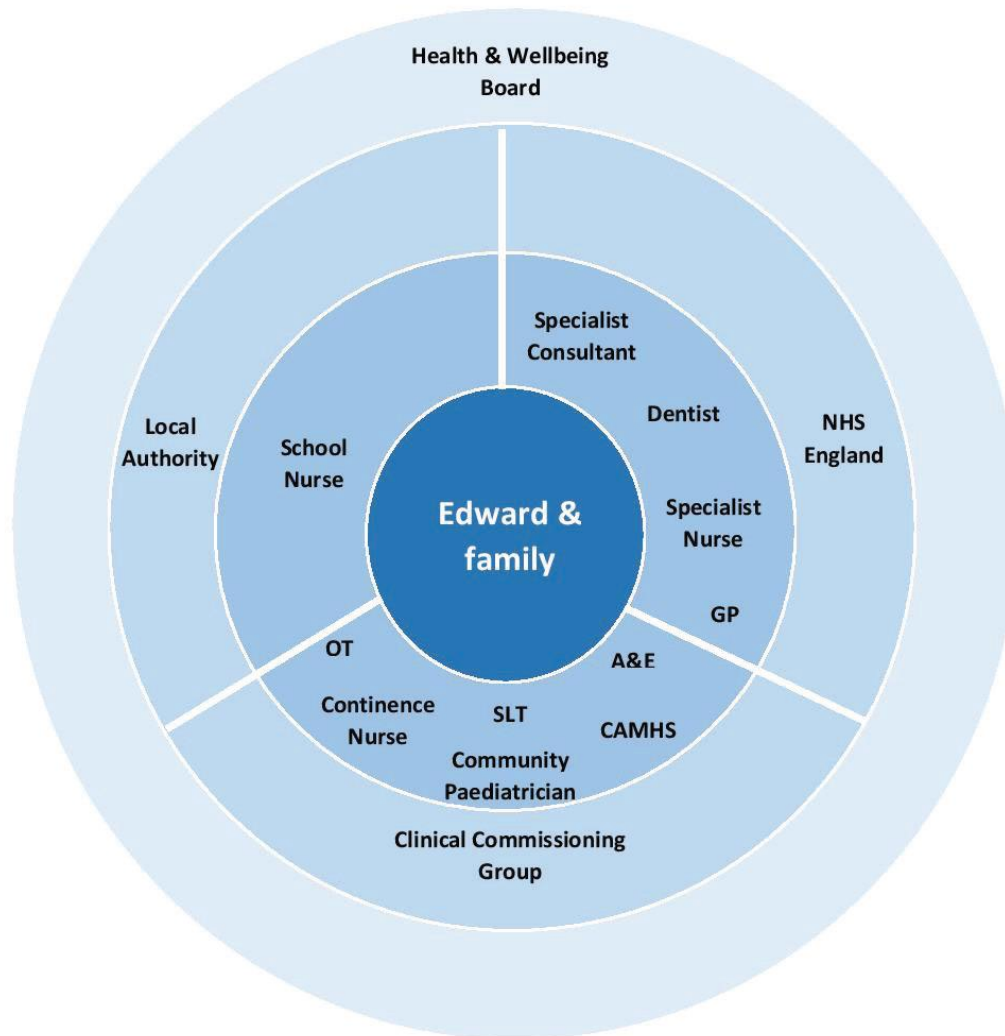 Health & Wellbeing
Board
Specialist
Consultant
Dentist
Local
Authority
School
Nurse
NHS
England
Edward &
family
Specialist
Nurse
GP
OT
A&E
Continence
Nurse
SLT
CAMHS
Community
Paediatrician
Clinical Commissioning
Group